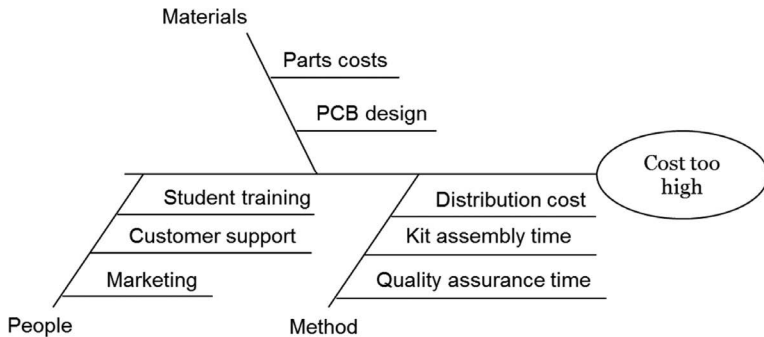 Materials
Parts costs
PCB design
Cost too
high
Student training
Customer support
Marketing
People
Distribution cost
Kit assembly time
Quality assurance time
Method